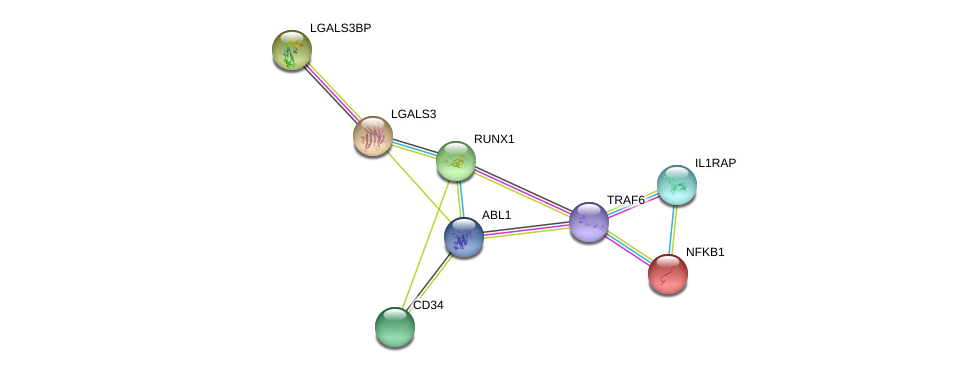 LGALS3BP
LGALS3
RUNX1
IL1RAP
TRAF6
ABL1
NFKB1
CD34